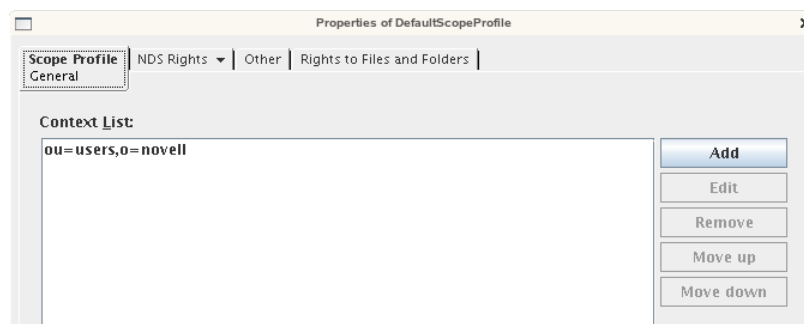 Properties of DefaultScopeProfile
Scope Profile NDS Rights Other Rights to Files and Folders
General
Context List:
ou=users,o=novell
Add
Edit
Remove
Move up
Move down